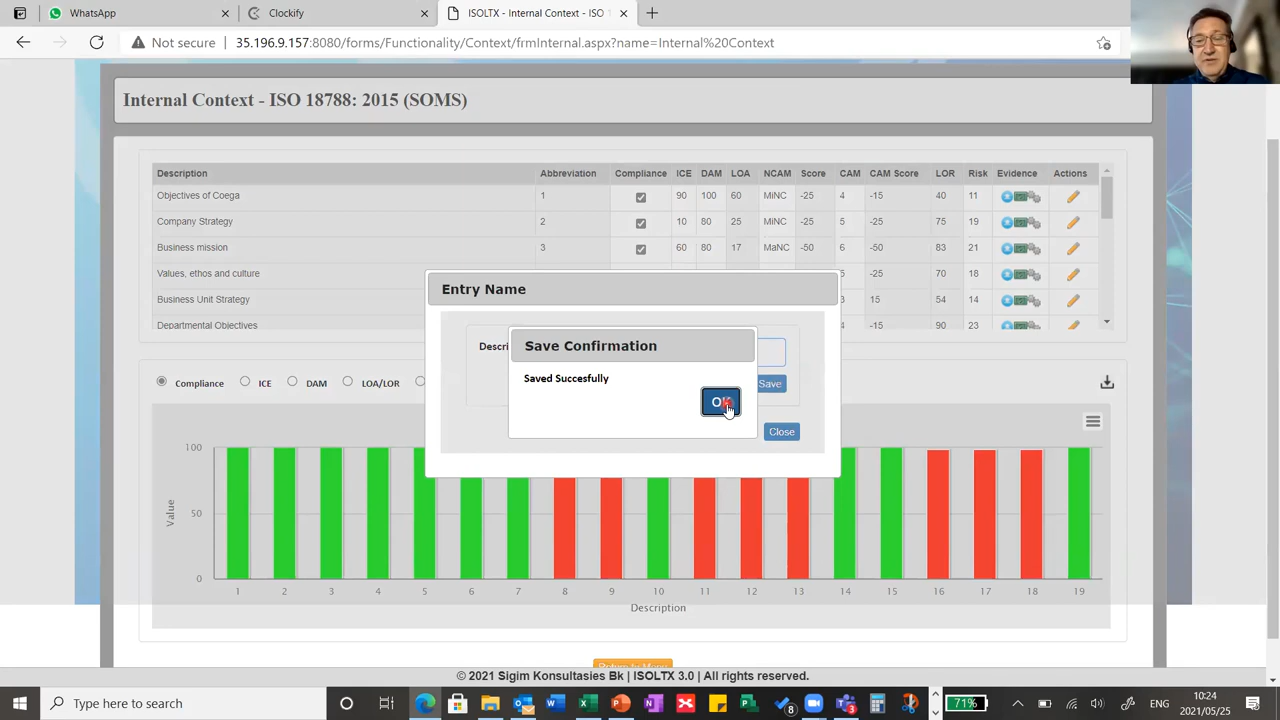 WhatsApp
Clockify
ISOLTX - Internal Context - ISO 1
Not secure 35.196.9.157:8080/forms/Functionality/Context/frmInternal.aspx?name=Internal%20Context
Internal Context - ISO 18788: 2015 (SOMS)
Description Abbreviation Compliance ICE DAM LOA NCAM Score CAM CAM Score LOR Risk Evidence Actions
Objectives of Coega 1 90 100 60 MiNC -25 4 -15 40 11
Company Strategy 2 10 80 25 MiNC -25 5 -25 75 19
Business mission 3 60 80 17 MaNC -50 6 -50 83 21
Values, ethos and culture 5 -25 70 18
Business Unit Strategy 15 54 14
Departmental Objectives 4 -15 90 23
Entry Name
Descri
Save
Close
Save Confirmation
Saved Succesfully
Compliance ICE DAM LOA/LOR
100
50
0
Value
1 2 3 4 5 6 7 8 9 10 11 12 13 14 15 16 17 18 19
Description
Return to Menu
© 2021 Sigim Konsultasies Bk | ISOLTX 3.0 | All rights reserved.
Type here to search
8
3
71%
ENG
10:24
2021/05/25